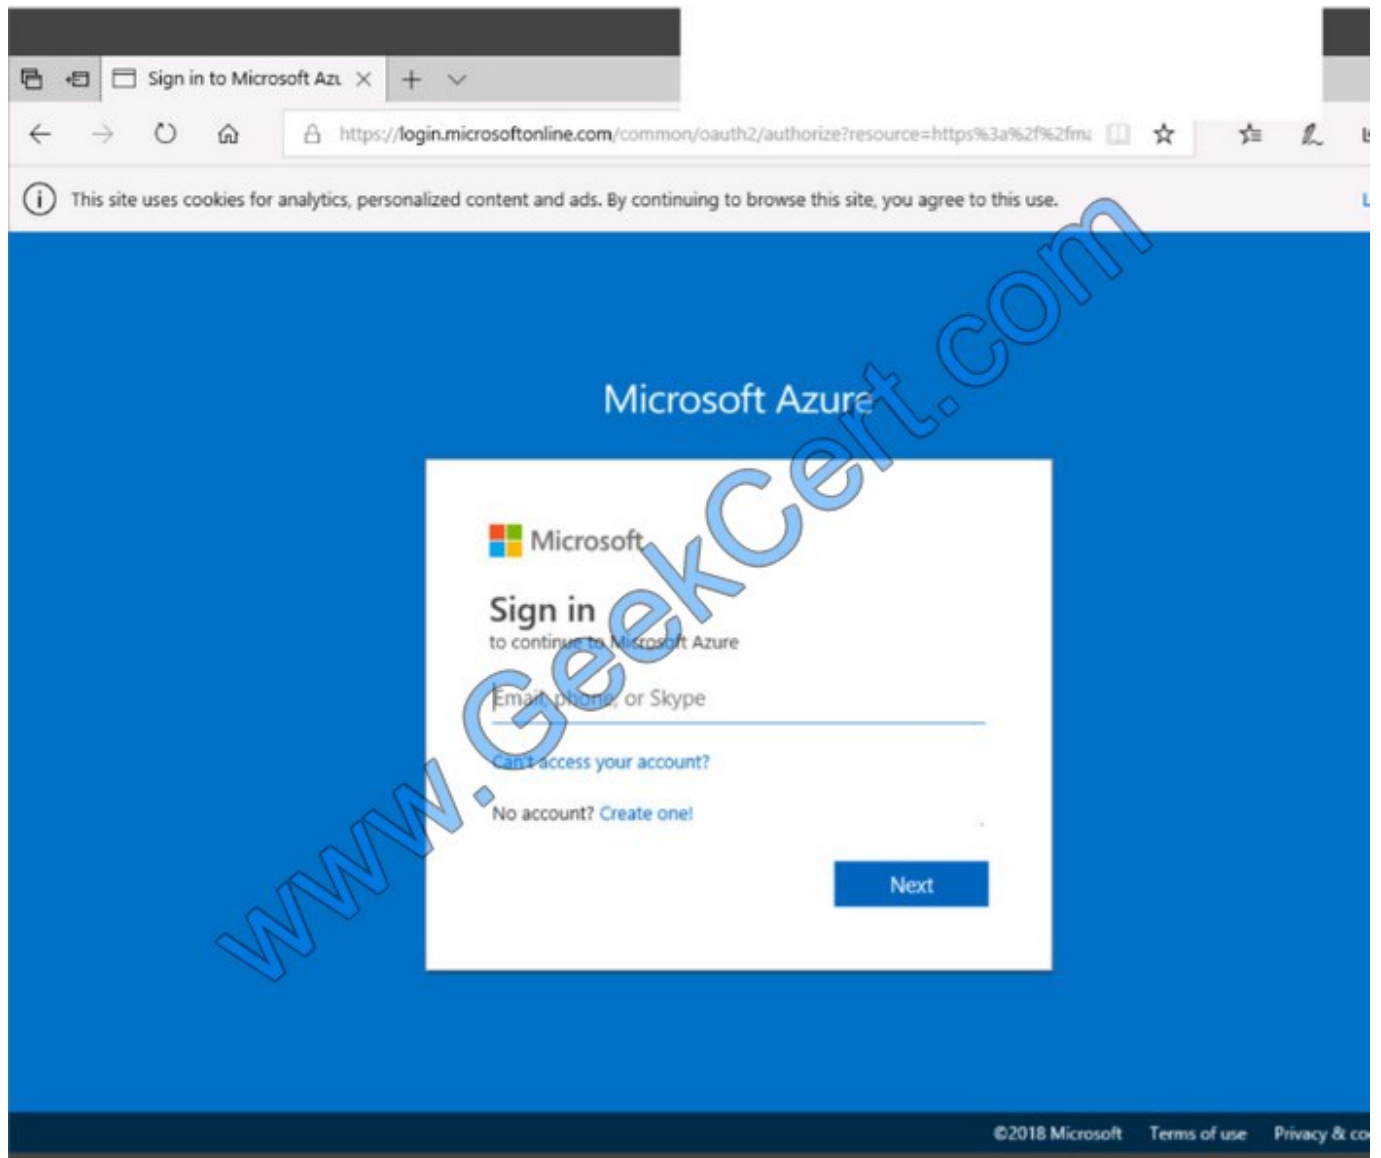 Sign in to Microsoft Azu
https://login.microsoftonline.com/common/oauth2/authorize?resource=https%3a%2f%2fma
This site uses cookies for analytics, personalized content and ads. By continuing to browse this site, you agree to this use.
Microsoft Azure
Microsoft
Sign in
to continue to Microsoft Azure
Email, phone, or Skype
Can't access your account?
No account? Create one!
Next
www.GeekCert.com
©2018 Microsoft Terms of use Privacy & co